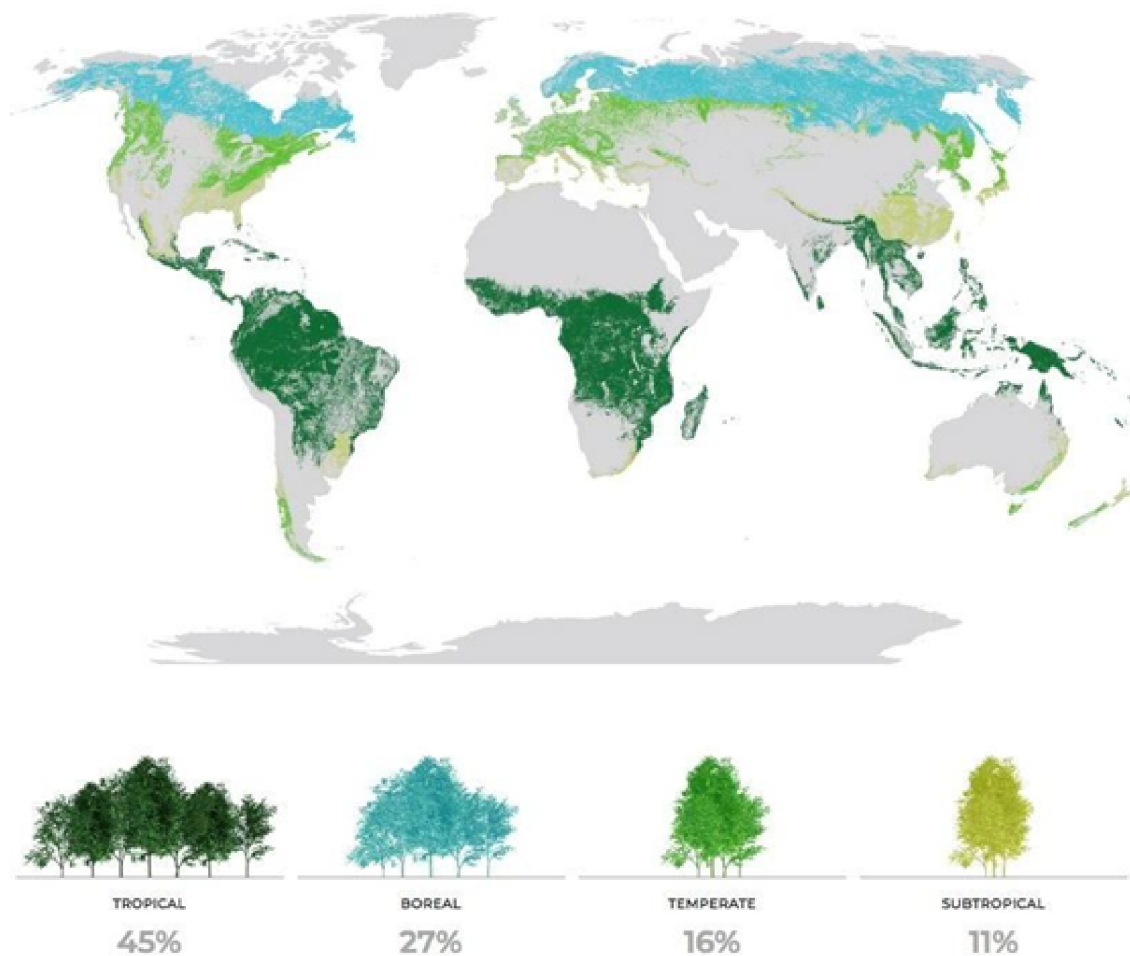 TROPICAL
45%
BOREAL
27%
TEMPERATE
16%
SUBTROPICAL
11%